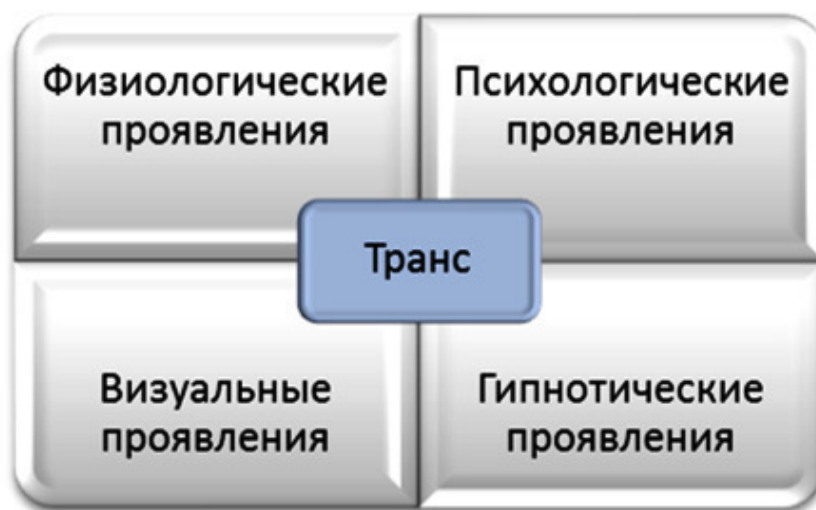 Физиологические
проявления
Психологические
проявления
Транс
Визуальные
проявления
Гипнотические
проявления